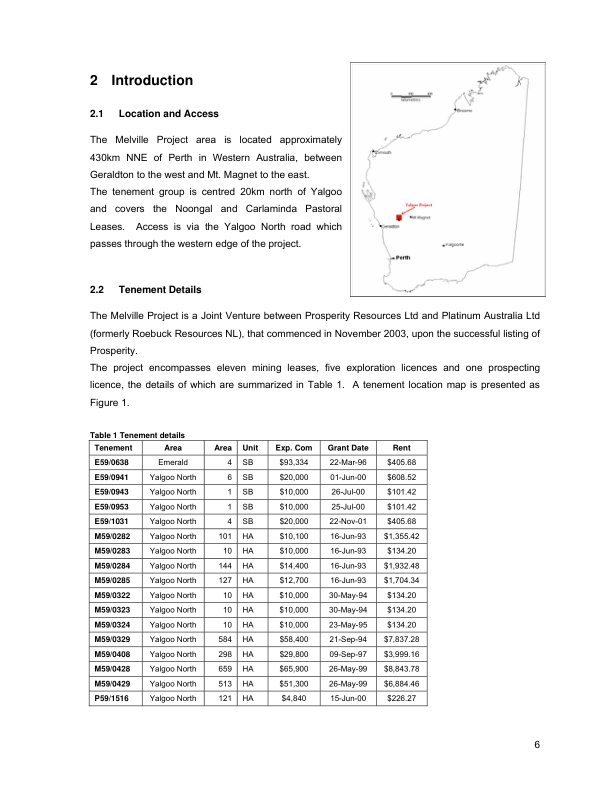 2 Introduction
2.1 Location and Access
The Melville Project area is located approximately
430km NNE of Perth in Western Australia, between
Geraldton to the west and Mt. Magnet to the east.
The tenement group is centred 20km north of Yalgoo
and covers the Noongal and Carlaminda Pastoral
Leases. Access is via the Yalgoo North road which
passes through the western edge of the project.
Broome
Exmouth
Yalgoo Project
Mt Magnet
Geraldton
Kalgoorlie
Perth
2.2 Tenement Details
The Melville Project is a Joint Venture between Prosperity Resources Ltd and Platinum Australia Ltd
(formerly Roebuck Resources NL), that commenced in November 2003, upon the successful listing of
Prosperity.
The project encompasses eleven mining leases, five exploration licences and one prospecting
licence, the details of which are summarized in Table 1. A tenement location map is presented as
Figure 1.
Table 1 Tenement details
Tenement Area Area Unit Exp. Com Grant Date Rent
E59/0638 Emerald 4 SB $93,334 22-Mar-96 $405.68
E59/0941 Yalgoo North 6 SB $20,000 01-Jun-00 $608.52
E59/0943 Yalgoo North 1 SB $10,000 26-Jul-00 $101.42
E59/0953 Yalgoo North 1 SB $10,000 25-Jul-00 $101.42
E59/1031 Yalgoo North 4 SB $20,000 22-Nov-01 $405.68
M59/0282 Yalgoo North 101 HA $10,100 16-Jun-93 $1,355.42
M59/0283 Yalgoo North 10 HA $10,000 16-Jun-93 $134.20
M59/0284 Yalgoo North 144 HA $14,400 16-Jun-93 $1,932.48
M59/0285 Yalgoo North 127 HA $12,700 16-Jun-93 $1,704.34
M59/0322 Yalgoo North 10 HA $10,000 30-May-94 $134.20
M59/0323 Yalgoo North 10 HA $10,000 30-May-94 $134.20
M59/0324 Yalgoo North 10 HA $10,000 23-May-95 $134.20
M59/0329 Yalgoo North 584 HA $58,400 21-Sep-94 $7,837.28
M59/0408 Yalgoo North 298 HA $29,800 09-Sep-97 $3,999.16
M59/0428 Yalgoo North 659 HA $65,900 26-May-99 $8,843.78
M59/0429 Yalgoo North 513 HA $51,300 26-May-99 $6,884.46
P59/1516 Yalgoo North 121 HA $4,840 15-Jun-00 $226.27
6